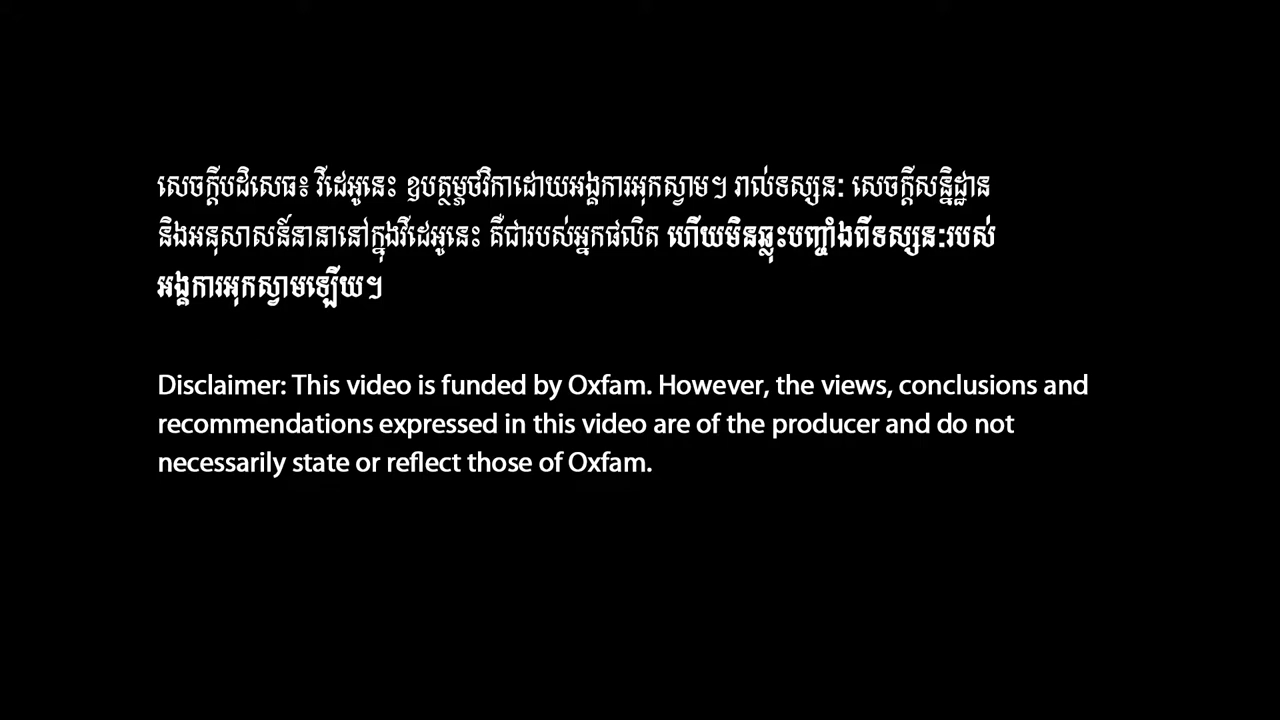 សេចក្តីបដិសេធ៖ វីដេអូនេះ ឧបត្ថម្ភថវិកាដោយអង្គការអុកស្វាម។ រាល់ទស្សនៈ សេចក្តីសន្និដ្ឋាន
និងអនុសាសន៍នានានៅក្នុងវីដេអូនេះ គឺជារបស់អ្នកផលិត ហើយមិនឆ្លុះបញ្ចាំងពីទស្សនៈរបស់
អង្គការអុកស្វាមឡើយ។
Disclaimer: This video is funded by Oxfam. However, the views, conclusions and
recommendations expressed in this video are of the producer and do not
necessarily state or reflect those of Oxfam.